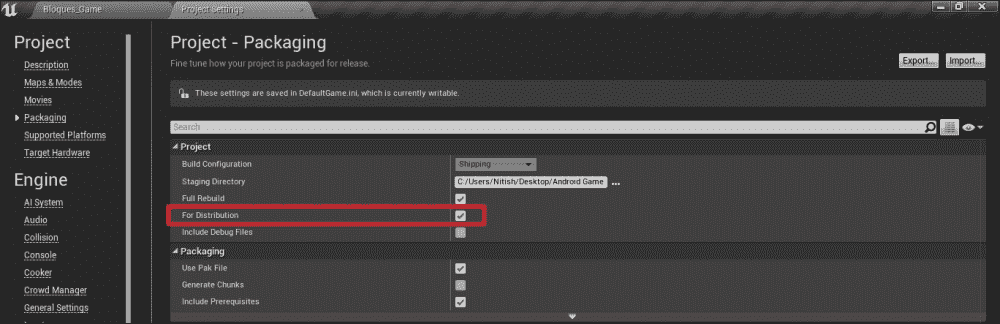 Bloques_Game
Project Settings
Project
Description
Maps & Modes
Movies
Packaging
Supported Platforms
Target Hardware
Engine
AI System
Audio
Collision
Console
Cooker
Crowd Manager
General Settings
Project - Packaging
Fine tune how your project is packaged for release.
Export...
Import...
These settings are saved in DefaultGame.ini, which is currently writable.
Search
Project
Build Configuration Shipping
Staging Directory C:/Users/Nitish/Desktop/Android Game ...
Full Rebuild
For Distribution
Include Debug Files
Packaging
Use Pak File
Generate Chunks
Include Prerequisites